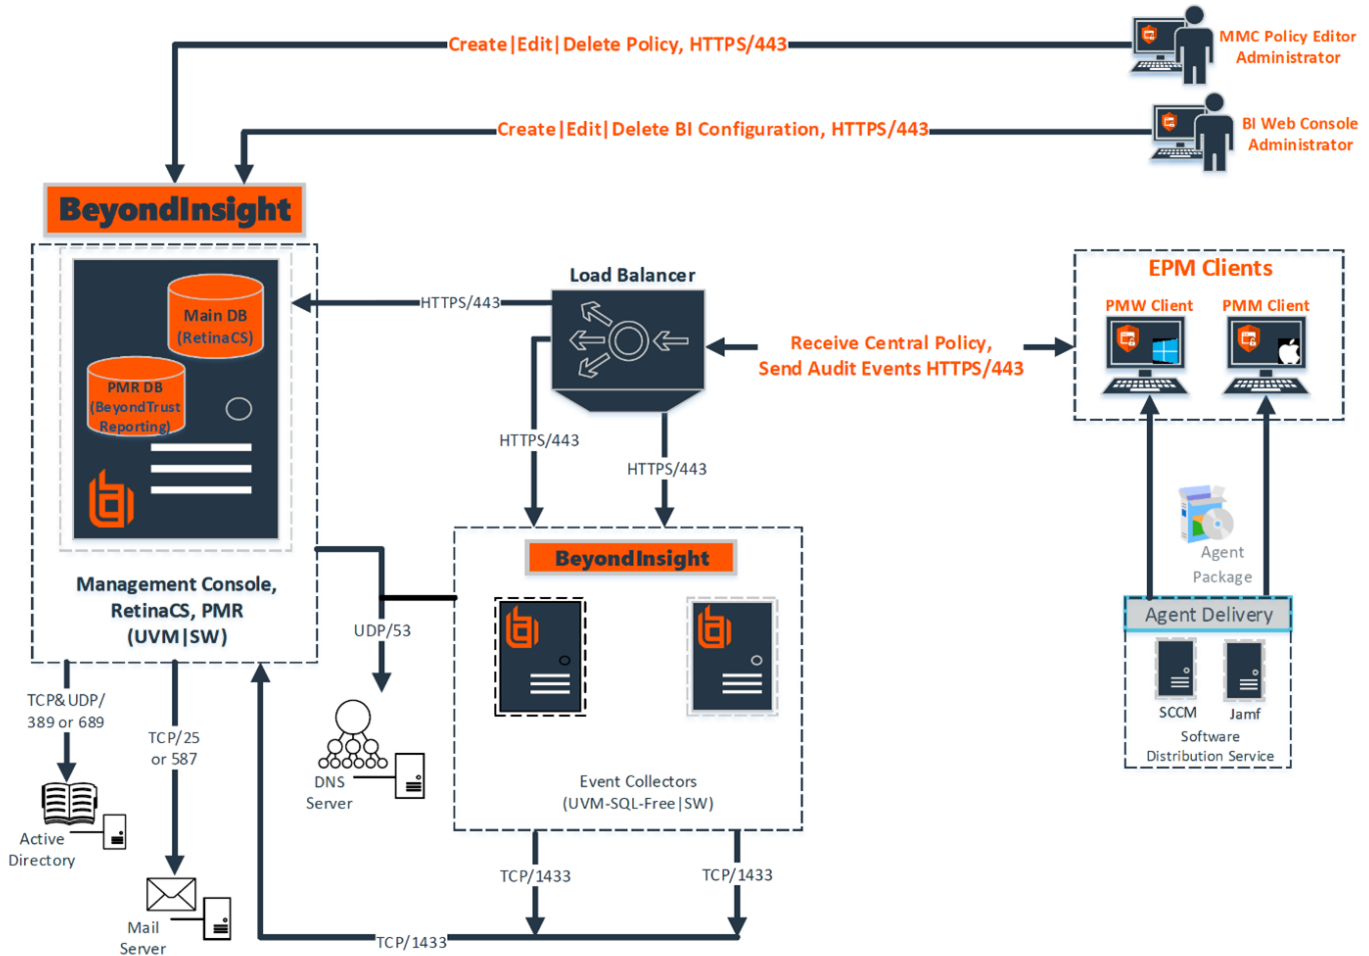 Create|Edit|Delete Policy, HTTPS/443
MMC Policy Editor
Administrator
Create|Edit|Delete BI Configuration, HTTPS/443
BI Web Console
Administrator
BeyondInsight
Main DB
(RetinaCS)
PMR DB
(BeyondTrust
Reporting)
Management Console,
RetinaCS, PMR
(UVM|SW)
HTTPS/443
Load Balancer
HTTPS/443
HTTPS/443
Receive Central Policy,
Send Audit Events HTTPS/443
EPM Clients
PMW Client
PMM Client
Agent
Package
Agent Delivery
SCCM
Jamf
Software
Distribution Service
BeyondInsight
Event Collectors
(UVM-SQL-Free|SW)
UDP/53
DNS
Server
TCP&UDP/
389 or 689
TCP/25
or 587
Active
Directory
Mail
Server
TCP/1433
TCP/1433
TCP/1433